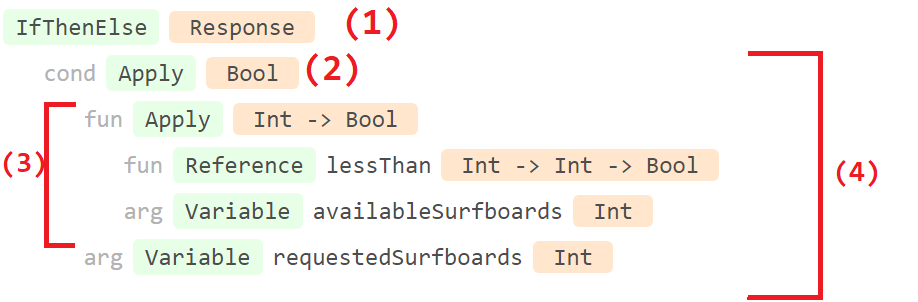 IfThenElse Response (1)
cond Apply Bool (2)
fun Apply Int -> Bool
(3) fun Reference lessThan Int -> Int -> Bool (4)
arg Variable availableSurfboards Int
arg Variable requestedSurfboards Int